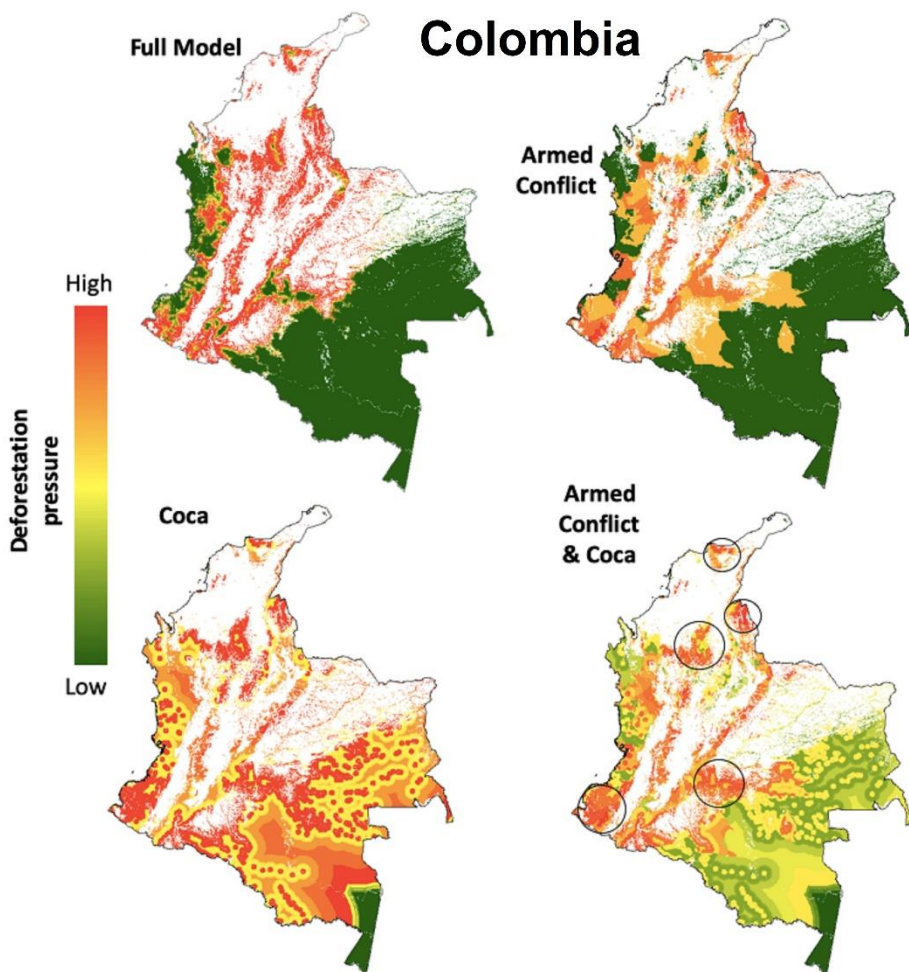 Colombia
Full Model
Armed
Conflict
High
Deforestation
pressure
Low
Coca
Armed
Conflict
& Coca